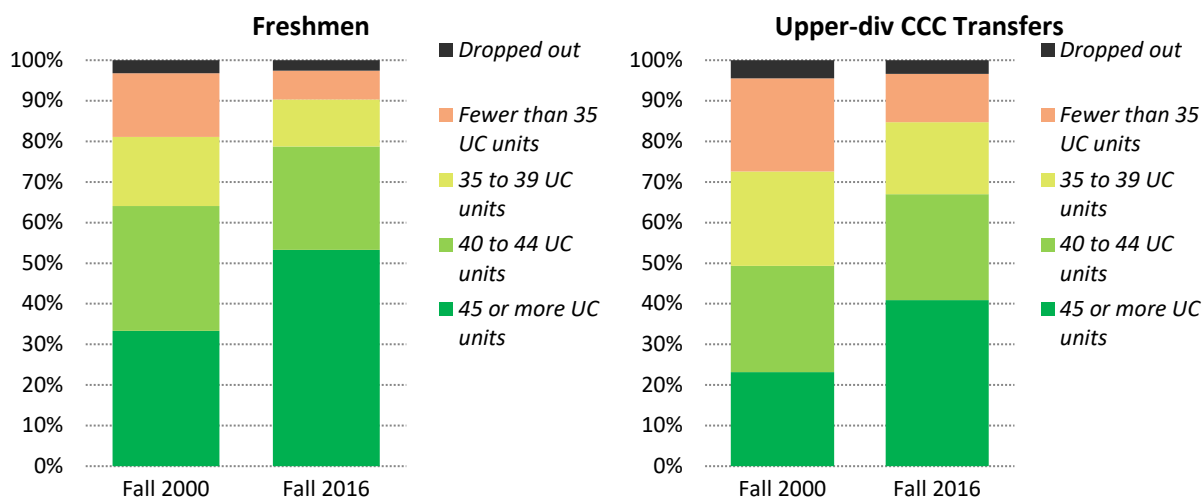 Freshmen
100%
90%
80%
70%
60%
50%
40%
30%
20%
10%
0%
Fall 2000
Fall 2016
Dropped out
Fewer than 35
UC units
35 to 39 UC
units
40 to 44 UC
units
45 or more UC
units
Upper-div CCC Transfers
100%
90%
80%
70%
60%
50%
40%
30%
20%
10%
0%
Fall 2000
Fall 2016
Dropped out
Fewer than 35
UC units
35 to 39 UC
units
40 to 44 UC
units
45 or more UC
units